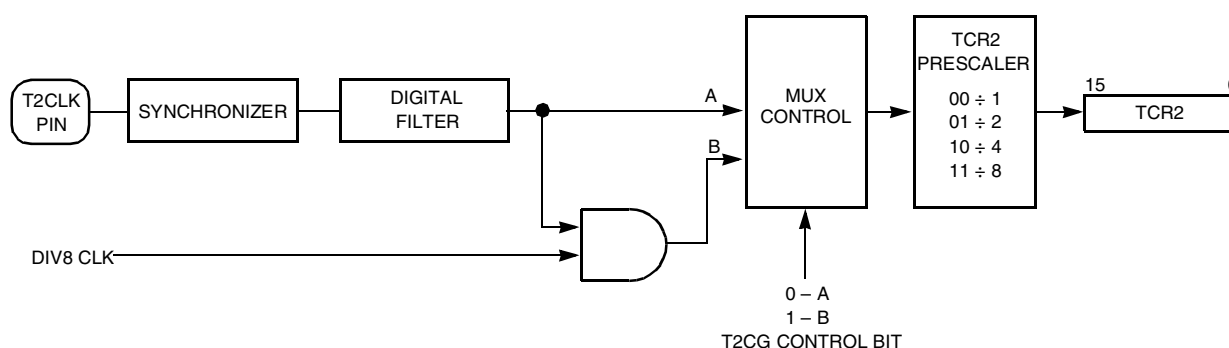 T2CLK
PIN
SYNCHRONIZER
DIGITAL
FILTER
A
B
MUX
CONTROL
TCR2
PRESCALER
00 ÷ 1
01 ÷ 2
10 ÷ 4
11 ÷ 8
15
TCR2
DIV8 CLK
0 – A
1 – B
T2CG CONTROL BIT